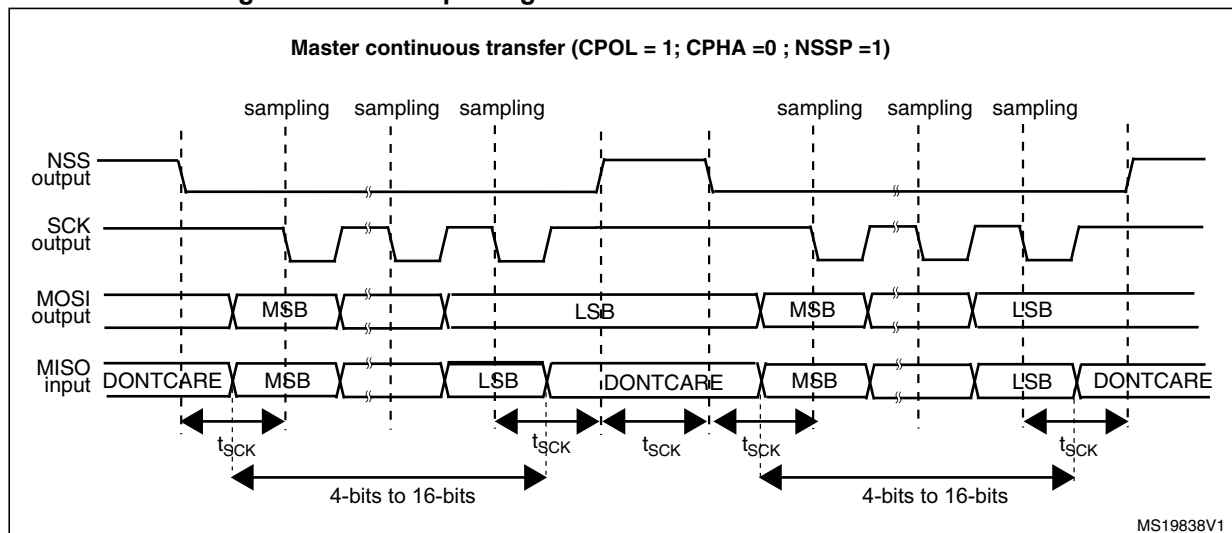 Master continuous transfer (CPOL = 1; CPHA =0 ; NSSP =1)
sampling sampling sampling sampling sampling sampling
NSS
output
SCK
output
MOSI
output
MSB LSB MSB LSB
MISO
input
DONTCARE MSB LSB DONTCARE MSB LSB DONTCARE
tSCK tSCK tSCK tSCK tSCK
4-bits to 16-bits 4-bits to 16-bits
MS19838V1